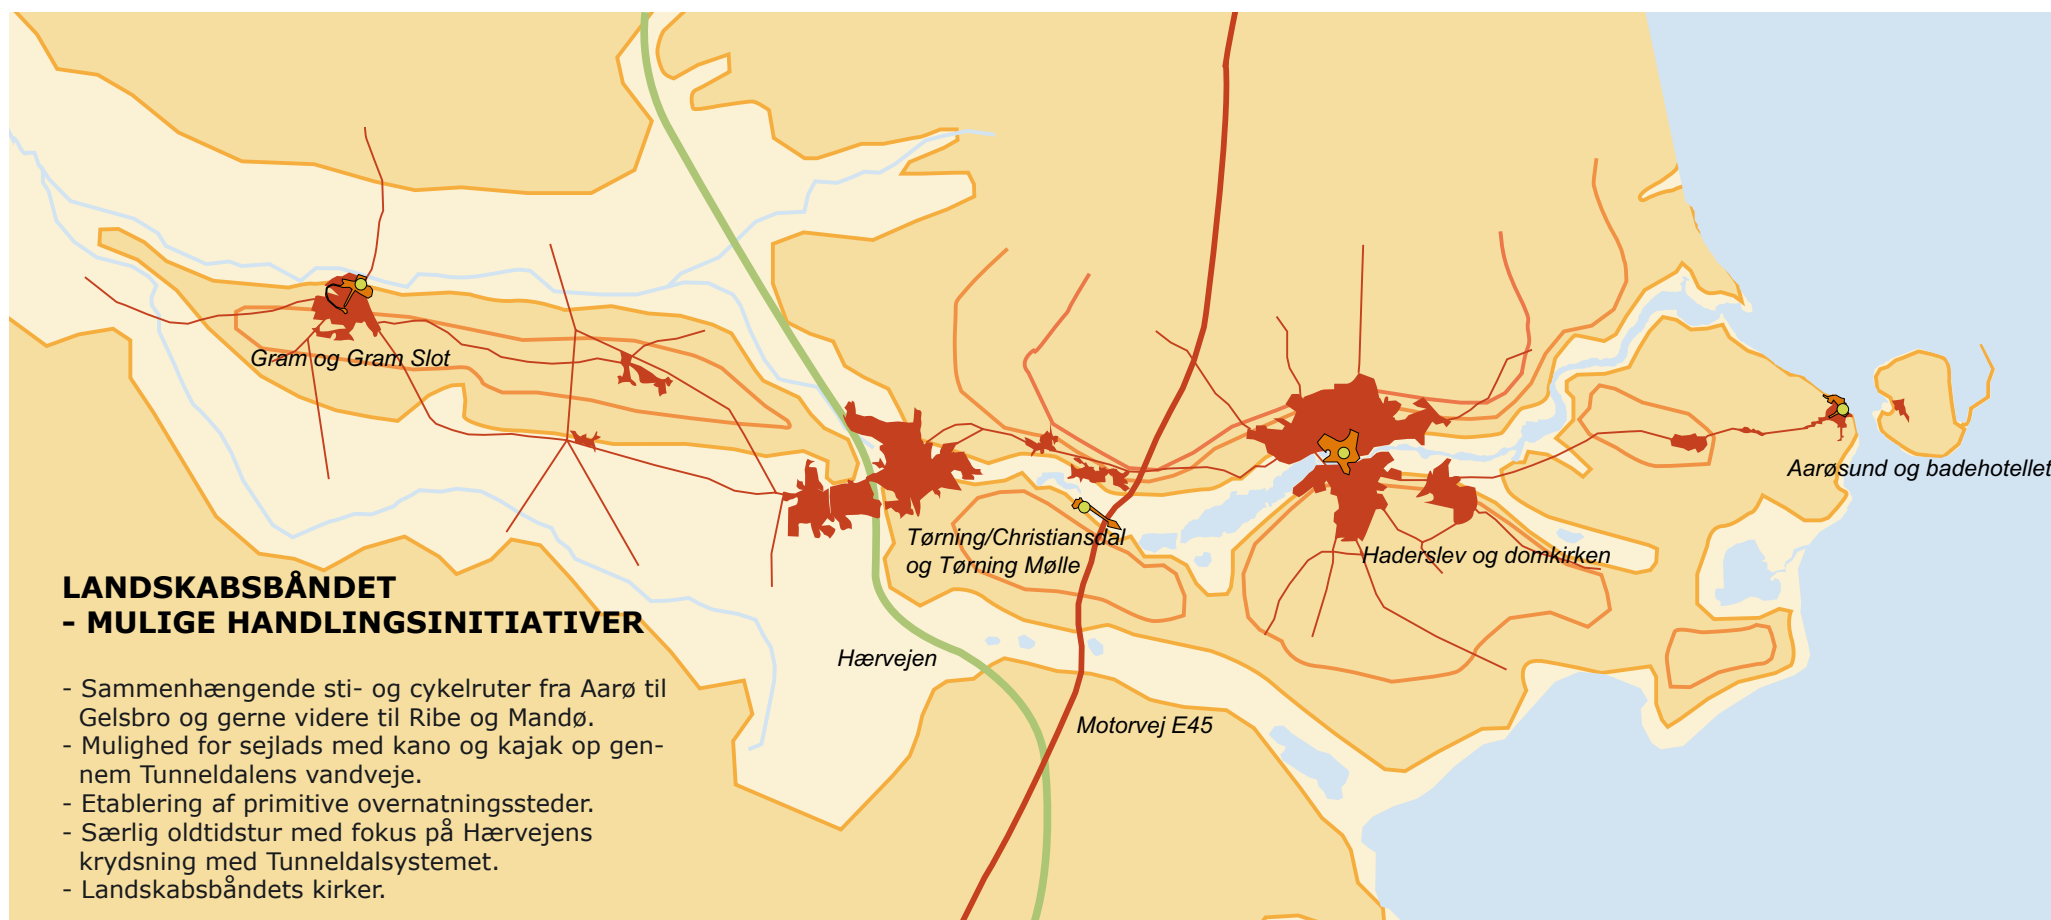 Gram og Gram Slot
Aarøsund og badehotellet
Tørning/Christiansdal
og Tørning Mølle
Haderslev og domkirken
Hærvejen
Motorvej E45
LANDSKABSBÅNDET
- MULIGE HANDLINGSINITIATIVER
- Sammenhængende sti- og cykelruter fra Aarø til
Gelsbro og gerne videre til Ribe og Mandø.
- Mulighed for sejlads med kano og kajak op gen-
nem Tunneldalens vandveje.
- Etablering af primitive overnatningssteder.
- Særlig oldtidstur med fokus på Hærvejens
krydsning med Tunneldalsystemet.
- Landskabsbåndets kirker.